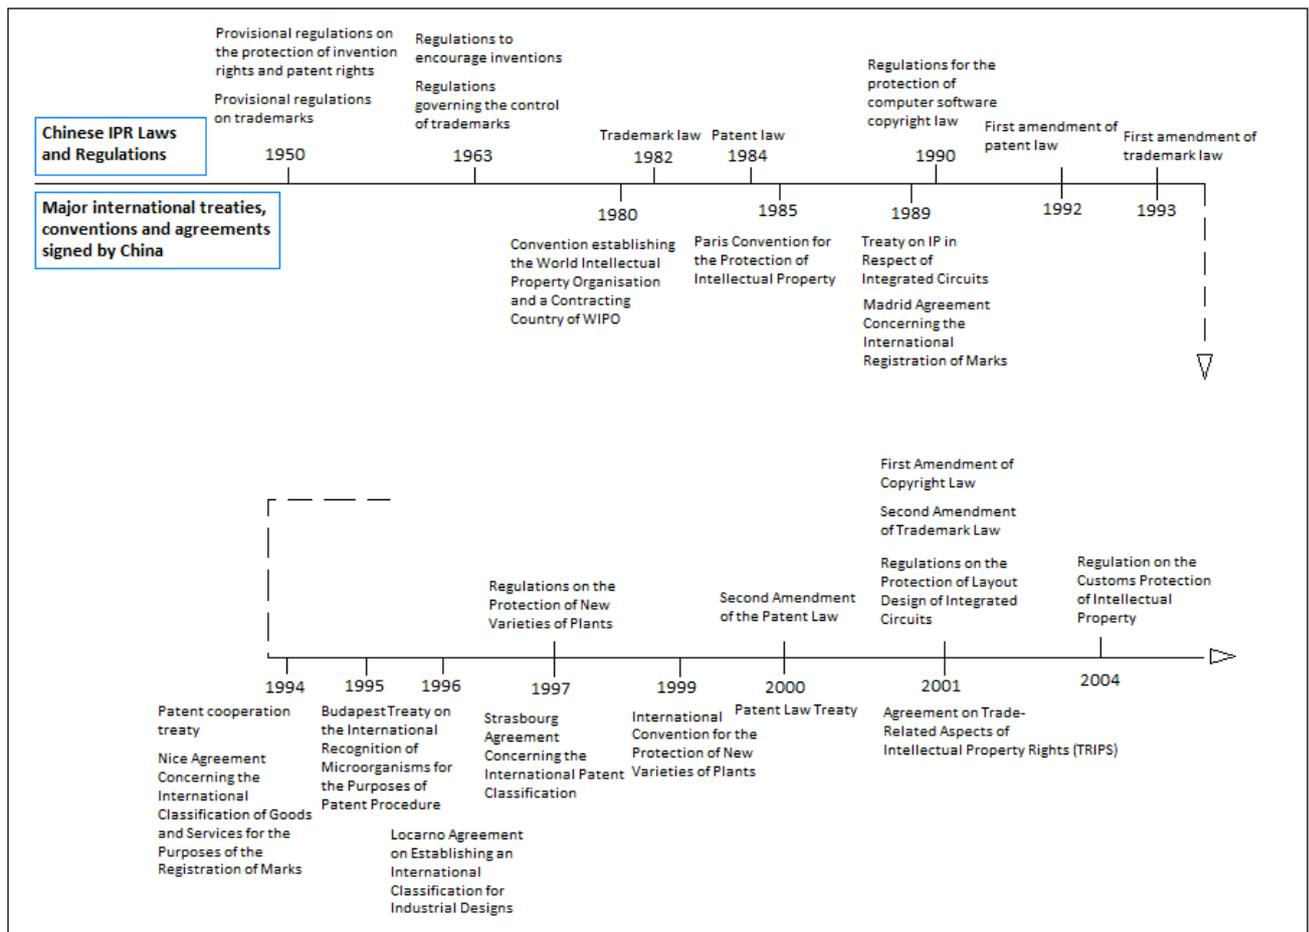 Provisional regulations on
the protection of invention
rights and patent rights
Provisional regulations
on trademarks
Regulations to
encourage inventions
Regulations
governing the control
of trademarks
Regulations for the
protection of
computer software
copyright law
First amendment of
patent law
First amendment of
trademark law
Trademark law
Patent law
Chinese IPR Laws
and Regulations
1950
1963
1982
1984
1990
Major international treaties,
conventions and agreements
signed by China
1980
1985
1989
1992
1993
Convention establishing
the World Intellectual
Property Organisation
and a Contracting
Country of WIPO
Paris Convention for
the Protection of
Intellectual Property
Treaty on IP in
Respect of
Integrated Circuits
Madrid Agreement
Concerning the
International
Registration of Marks
First Amendment of
Copyright Law
Second Amendment
of Trademark Law
Regulations on the
Protection of New
Varieties of Plants
Second Amendment
of the Patent Law
Regulations on the
Protection of Layout
Design of Integrated
Circuits
Regulation on the
Customs Protection
of Intellectual
Property
1994
1995
1996
1997
1999
2000
2001
2004
Patent cooperation
treaty
Nice Agreement
Concerning the
International
Classification of Goods
and Services for the
Purposes of the
Registration of Marks
Budapest Treaty on
the International
Recognition of
Microorganisms for
the Purposes of
Patent Procedure
Locarno Agreement
on Establishing an
International
Classification for
Industrial Designs
Strasbourg
Agreement
Concerning the
International Patent
Classification
International
Convention for the
Protection of New
Varieties of Plants
Patent Law Treaty
Agreement on Trade-
Related Aspects of
Intellectual Property Rights (TRIPS)